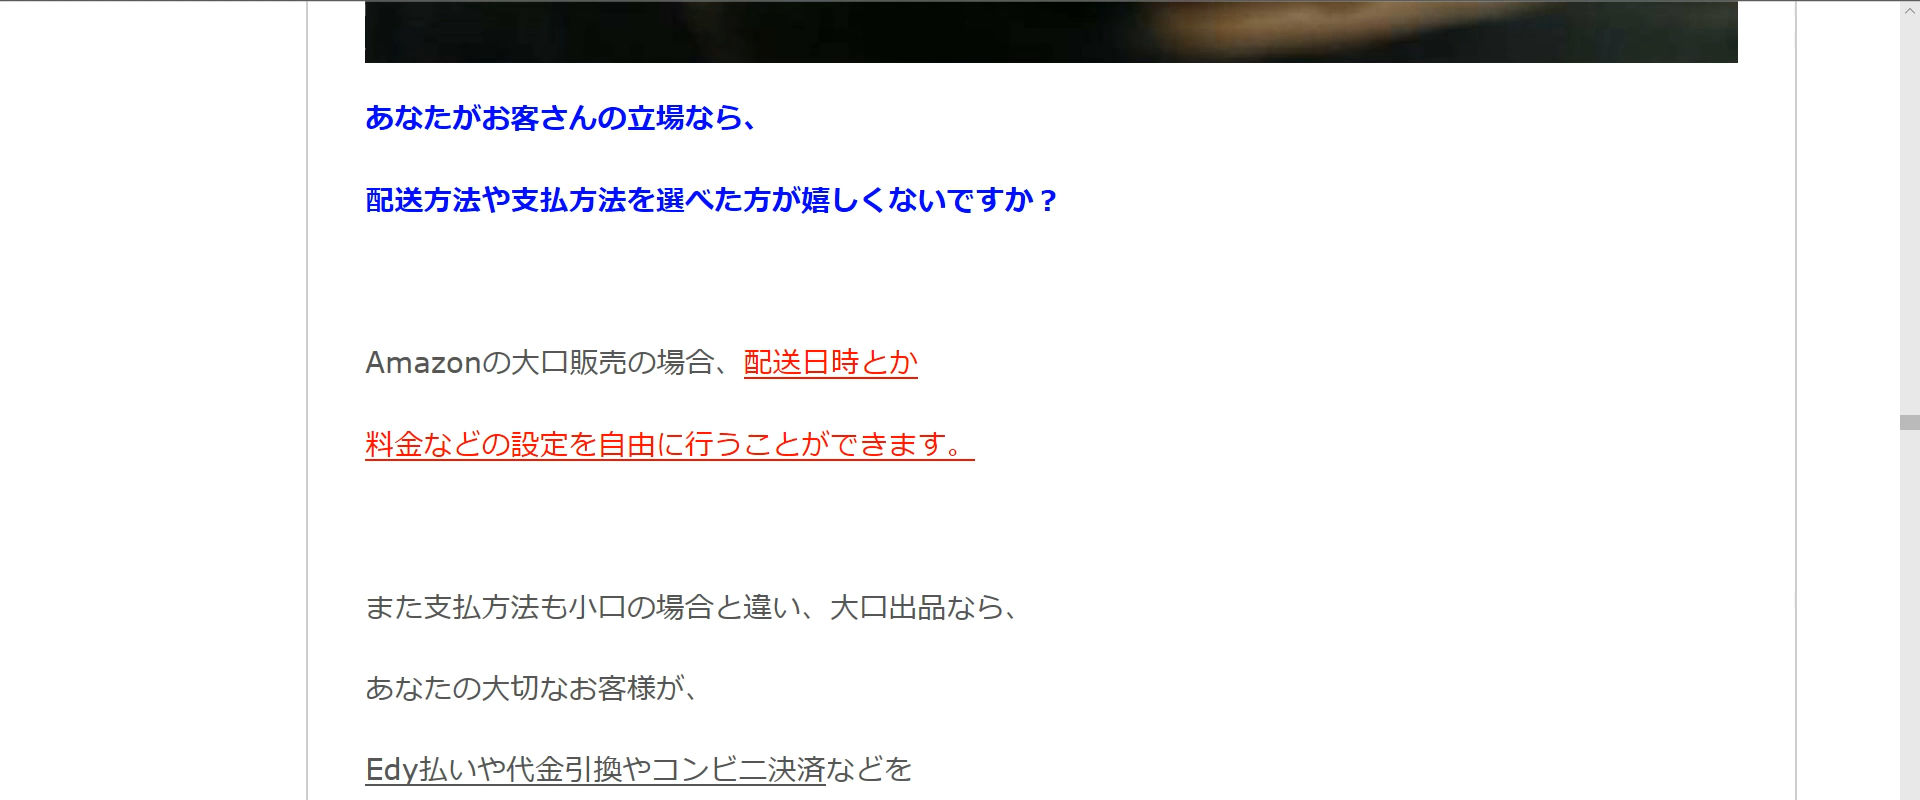 あなたがお客さんの立場なら、
配送方法や支払方法を選べた方が嬉しくないですか？
Amazonの大口販売の場合、配送日時とか
料金などの設定を自由に行うことができます。
また支払方法も小口の場合と違い、大口出品なら、
あなたの大切なお客様が、
Edy払いや代金引換やコンビニ決済などを